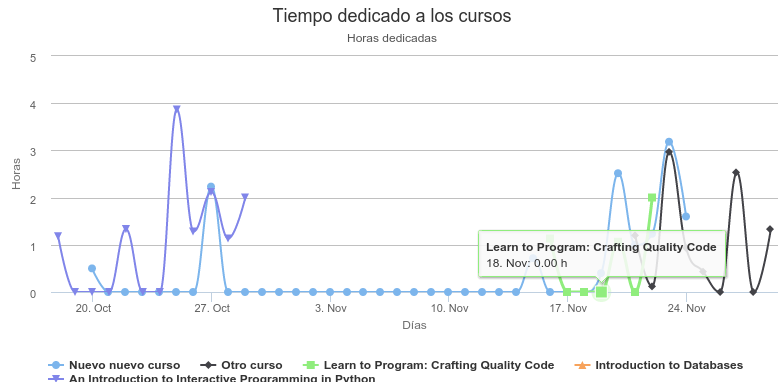 Tiempo dedicado a los cursos
Horas dedicadas
5
4
3
2
1
0
Horas
Learn to Program: Crafting Quality Code
18. Nov: 0.00 h
20. Oct 27. Oct 3. Nov 10. Nov 17. Nov 24. Nov
Días
Nuevo nuevo curso Otro curso Learn to Program: Crafting Quality Code Introduction to Databases
An Introduction to Interactive Programming in Python